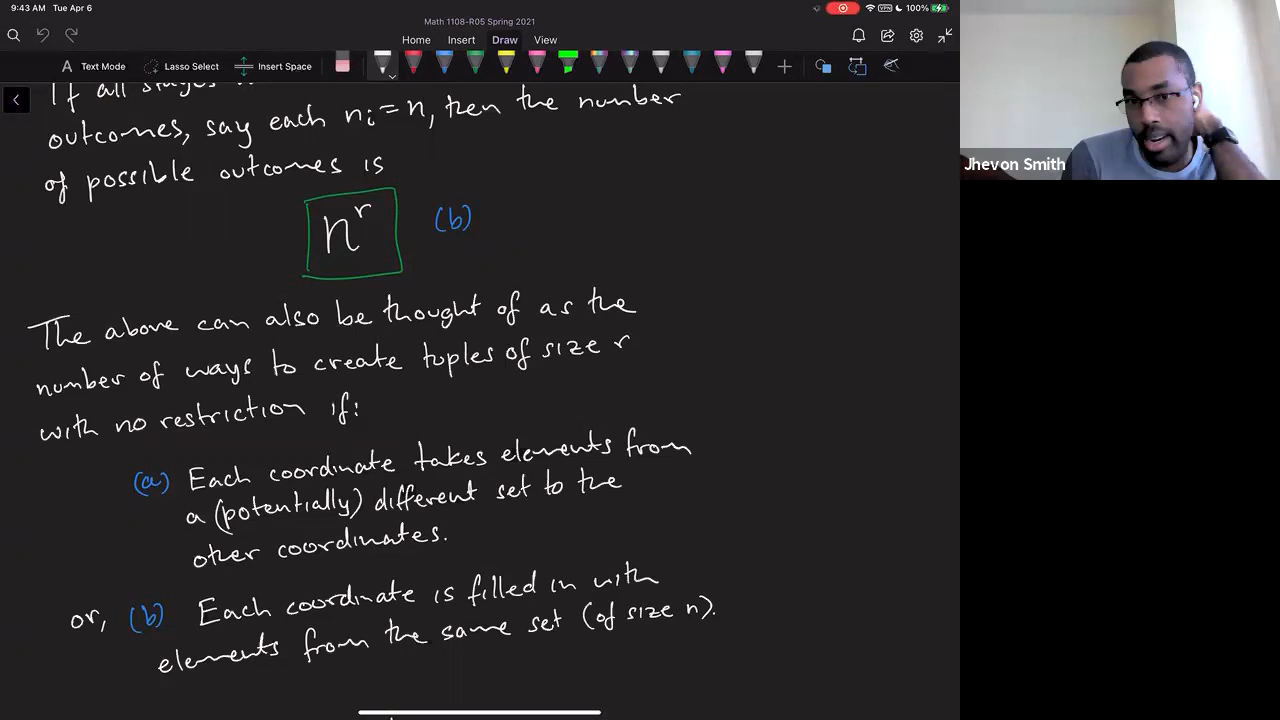 9:43 AM Tue Apr 6
VPN
100%
Math 1108-R05 Spring 2021
Home Insert Draw View
Text Mode Lasso Select Insert Space
If all stages
outcomes, say each nᵢ = n, then the number
of possible outcomes is
nʳ (b)
The above can also be thought of as the
number of ways to create tuples of size r
with no restriction if:
(a) Each coordinate takes elements from
a (potentially) different set to the
other coordinates.
or, (b) Each coordinate is filled in with
elements from the same set (of size n).
Jhevon Smith